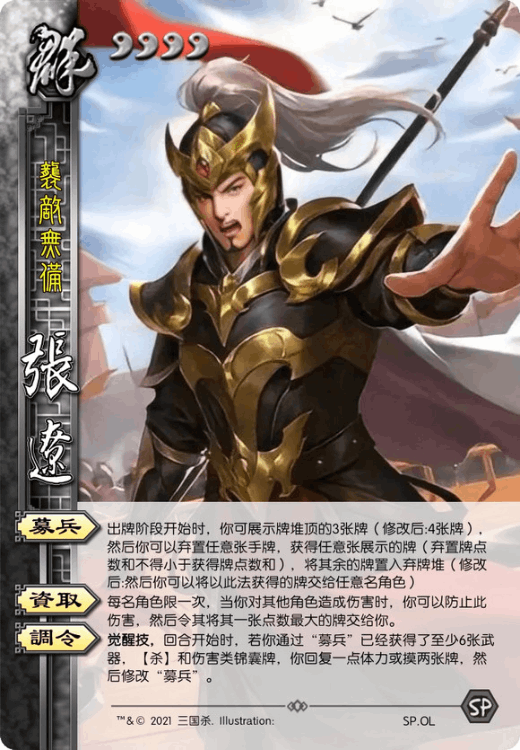 群
襲敵無備
張遼
募兵
出牌阶段开始时，你可展示牌堆顶的3张牌（修改后:4张牌），
然后你可以弃置任意张手牌，获得任意张展示的牌（弃置牌点
数和不得小于获得牌点数和），将其余的牌置入弃牌堆（修改
后:然后你可以将以此法获得的牌交给任意名角色）
資取
每名角色限一次，当你对其他角色造成伤害时，你可以防止此
伤害，然后令其将其一张点数最大的牌交给你。
調令
觉醒技，回合开始时，若你通过“募兵”已经获得了至少6张武
器，【杀】和伤害类锦囊牌，你回复一点体力或摸两张牌，然
后修改“募兵”。
™&© 2021 三国杀. Illustration:
SP.OL
SP